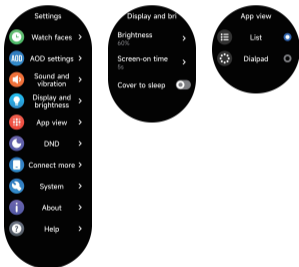 Settings
Watch faces
AOD
AOD settings
Sound and
vibration
Display and
brightness
App view
DND
Connect more
System
About
Help
Display and bri
Brightness
60%
Screen-on time
5s
Cover to sleep
App view
List
Dialpad